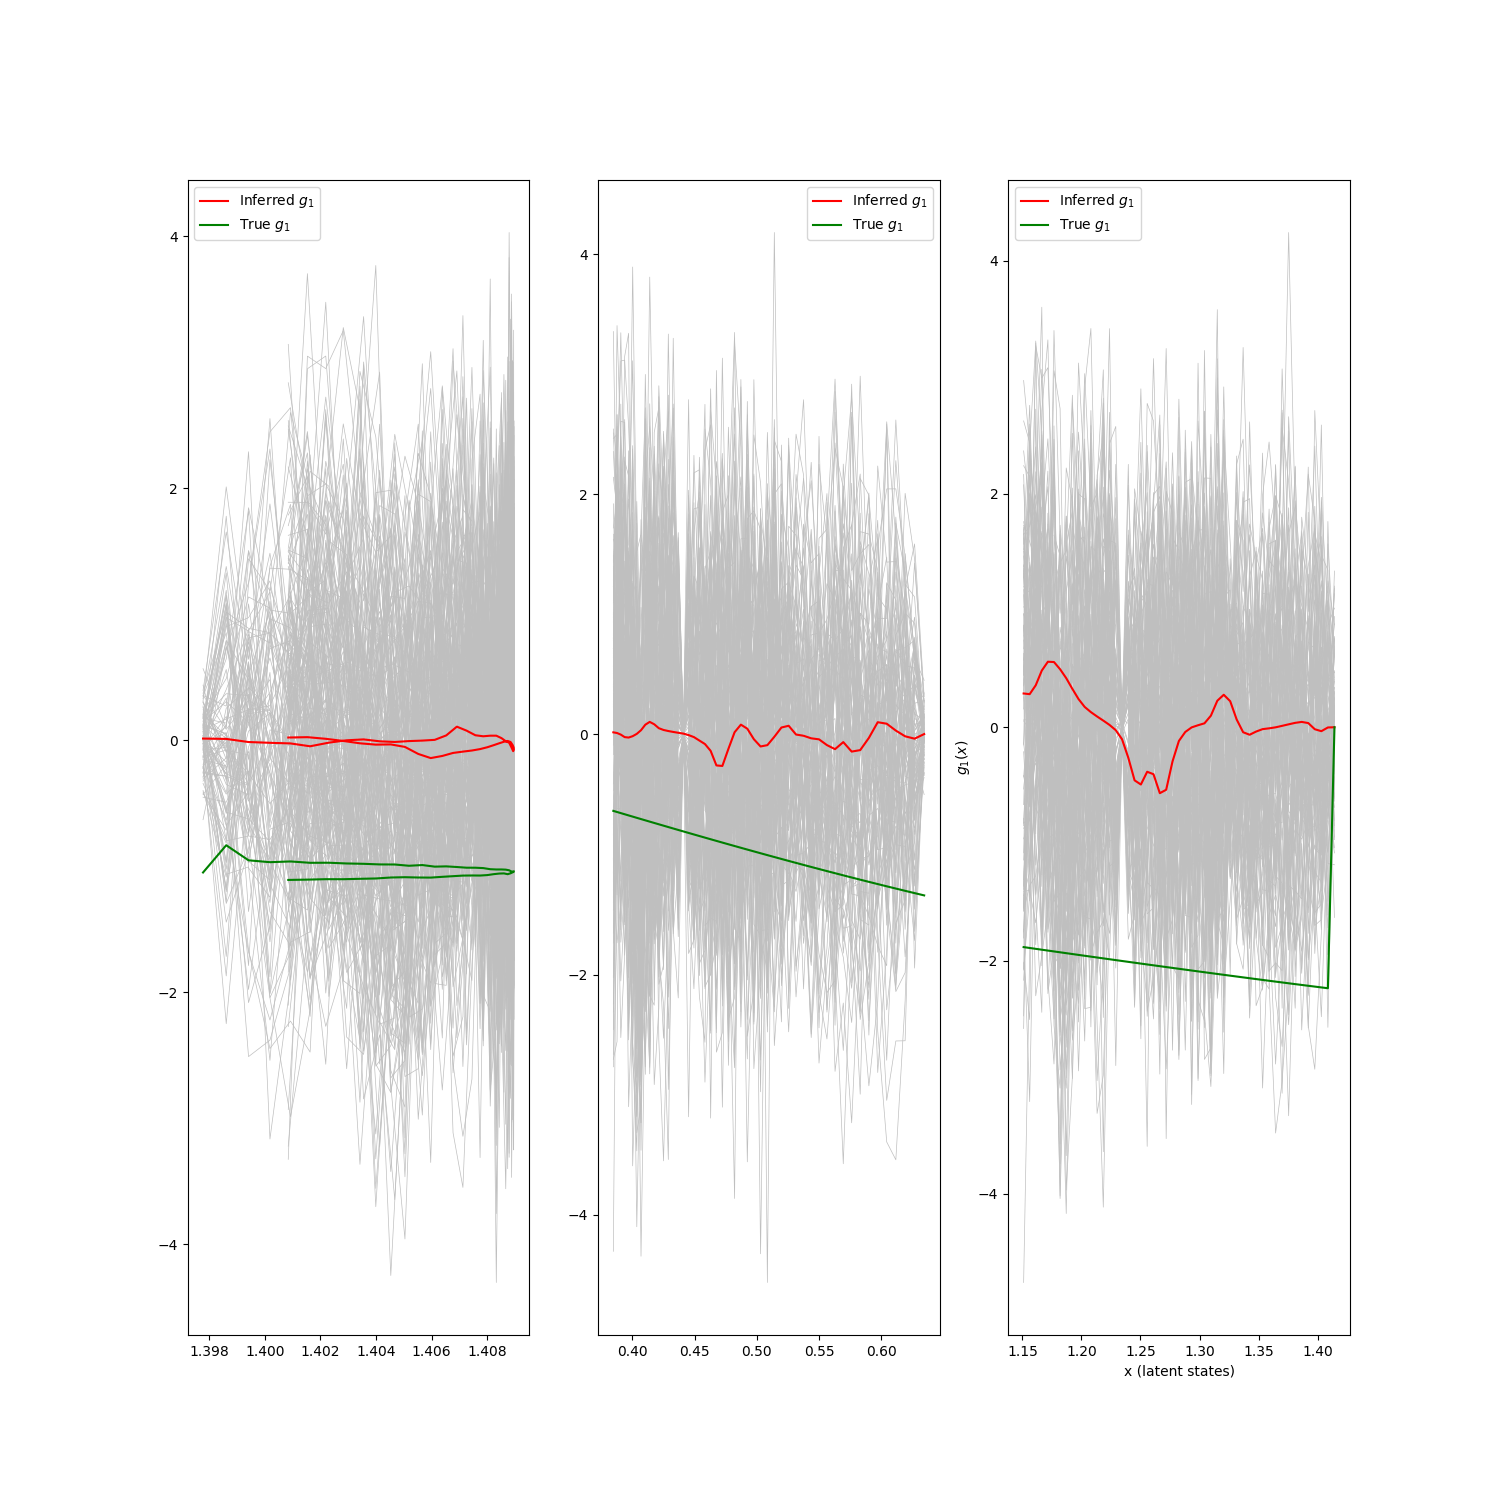 Inferred g₁
True g₁
4
2
0
−2
−4
1.398 1.400 1.402 1.404 1.406 1.408
Inferred g₁
True g₁
4
2
0
−2
−4
0.40 0.45 0.50 0.55 0.60
Inferred g₁
True g₁
g₁(x)
4
2
0
−2
−4
1.15 1.20 1.25 1.30 1.35 1.40
x (latent states)